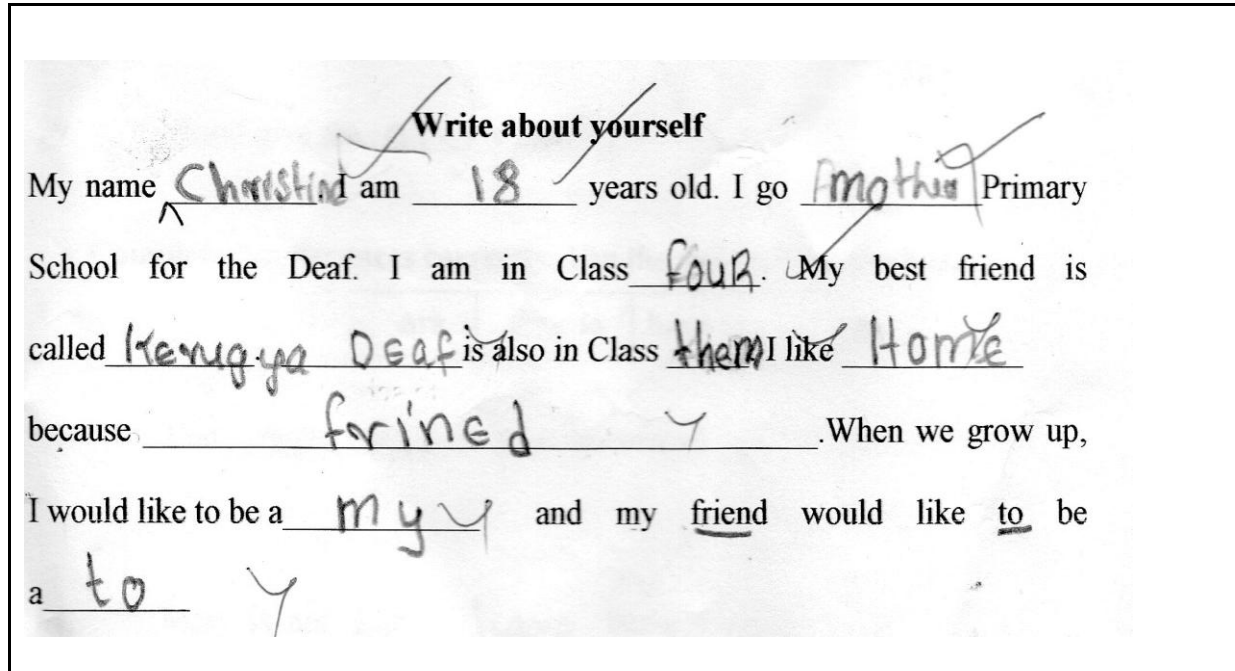 Write about yourself
My name Christine I am 18 years old. I go mother Primary
School for the Deaf. I am in Class fouR. My best friend is
called Kerugya Deaf is also in Class them I like Home
because forined .When we grow up,
I would like to be a my and my friend would like to be
a to